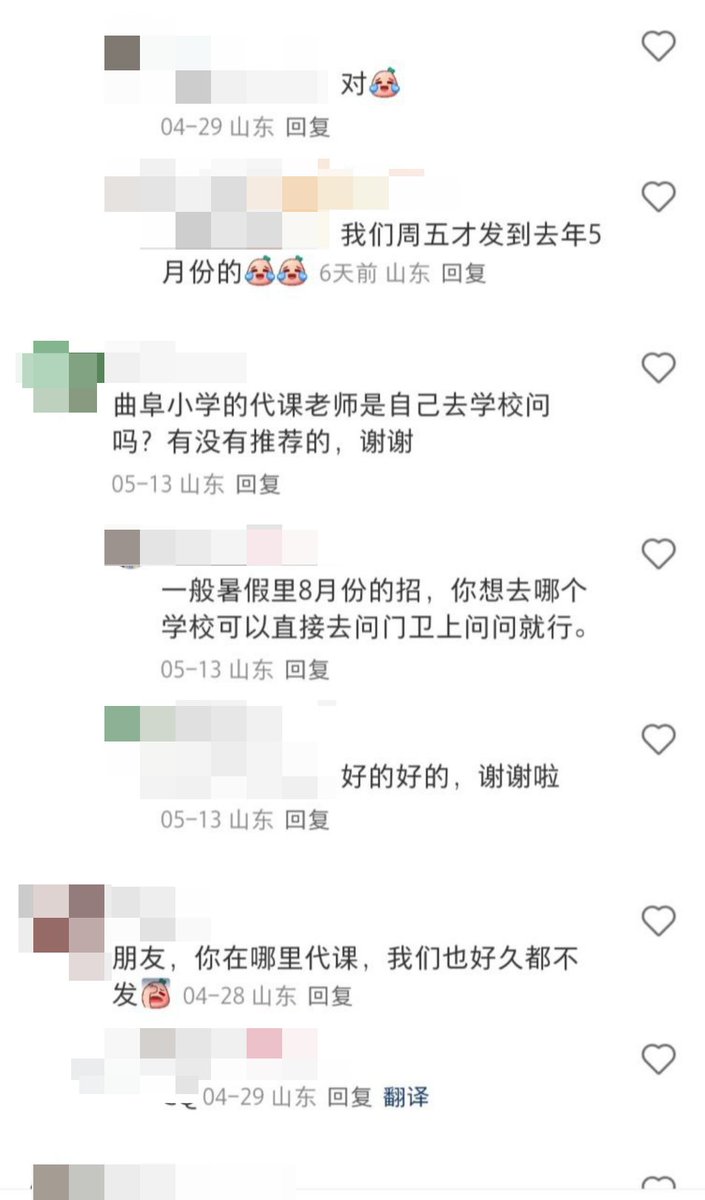 对
04-29 山东 回复
我们周五才发到去年5
月份的 6天前 山东 回复
曲阜小学的代课老师是自己去学校问
吗？有没有推荐的，谢谢
05-13 山东 回复
一般暑假里8月份的招，你想去哪个
学校可以直接去问门卫上问问就行。
05-13 山东 回复
好的好的，谢谢啦
05-13 山东 回复
朋友，你在哪里代课，我们也好久都不
发 04-28 山东 回复
04-29 山东 回复 翻译